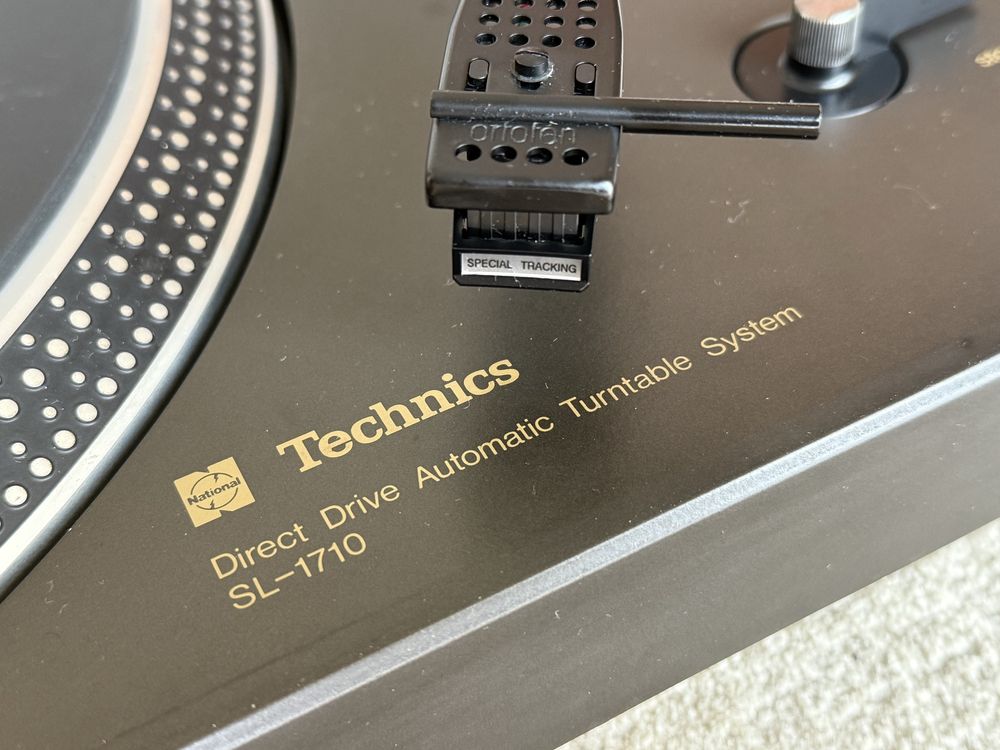 ortofon
SPECIAL TRACKING
Technics
National
Direct Drive Automatic Turntable System
SL-1710